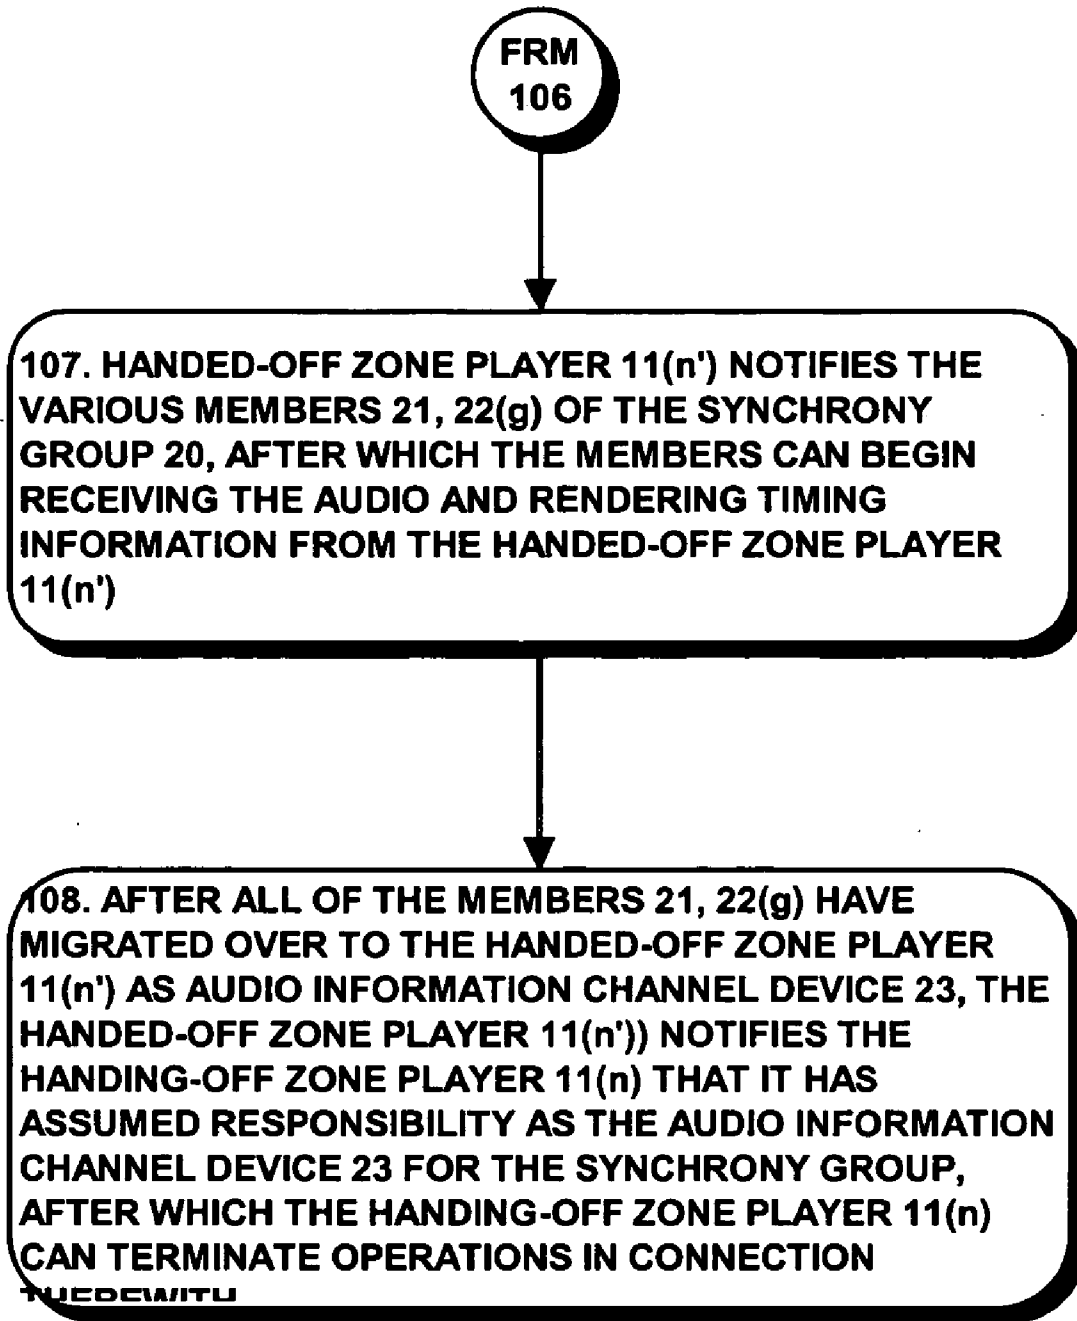 FRM
106
107. HANDED-OFF ZONE PLAYER 11(n') NOTIFIES THE
VARIOUS MEMBERS 21, 22(g) OF THE SYNCHRONY
GROUP 20, AFTER WHICH THE MEMBERS CAN BEGIN
RECEIVING THE AUDIO AND RENDERING TIMING
INFORMATION FROM THE HANDED-OFF ZONE PLAYER
11(n')
108. AFTER ALL OF THE MEMBERS 21, 22(g) HAVE
MIGRATED OVER TO THE HANDED-OFF ZONE PLAYER
11(n') AS AUDIO INFORMATION CHANNEL DEVICE 23, THE
HANDED-OFF ZONE PLAYER 11(n')) NOTIFIES THE
HANDING-OFF ZONE PLAYER 11(n) THAT IT HAS
ASSUMED RESPONSIBILITY AS THE AUDIO INFORMATION
CHANNEL DEVICE 23 FOR THE SYNCHRONY GROUP,
AFTER WHICH THE HANDING-OFF ZONE PLAYER 11(n)
CAN TERMINATE OPERATIONS IN CONNECTION
THEREWITH